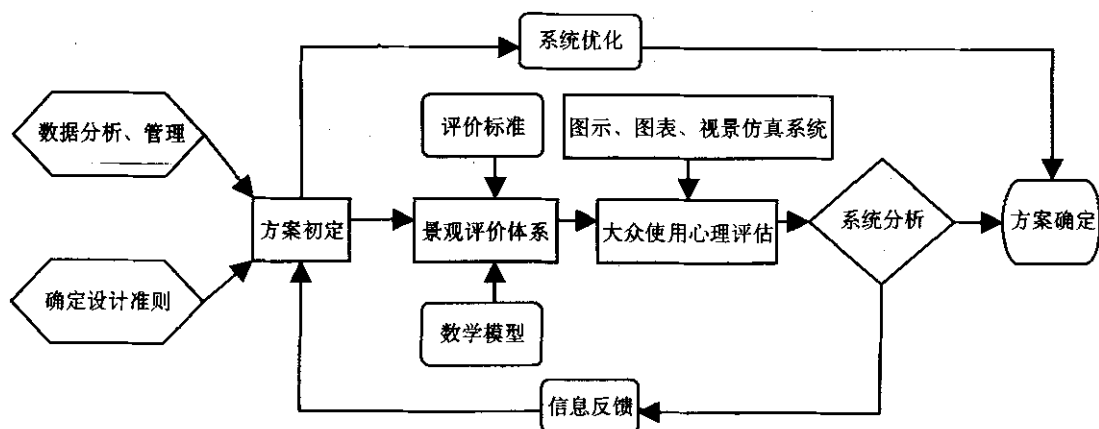 系统优化
数据分析、管理
评价标准
图示、图表、视景仿真系统
方案初定
景观评价体系
大众使用心理评估
系统分析
方案确定
确定设计准则
数学模型
信息反馈